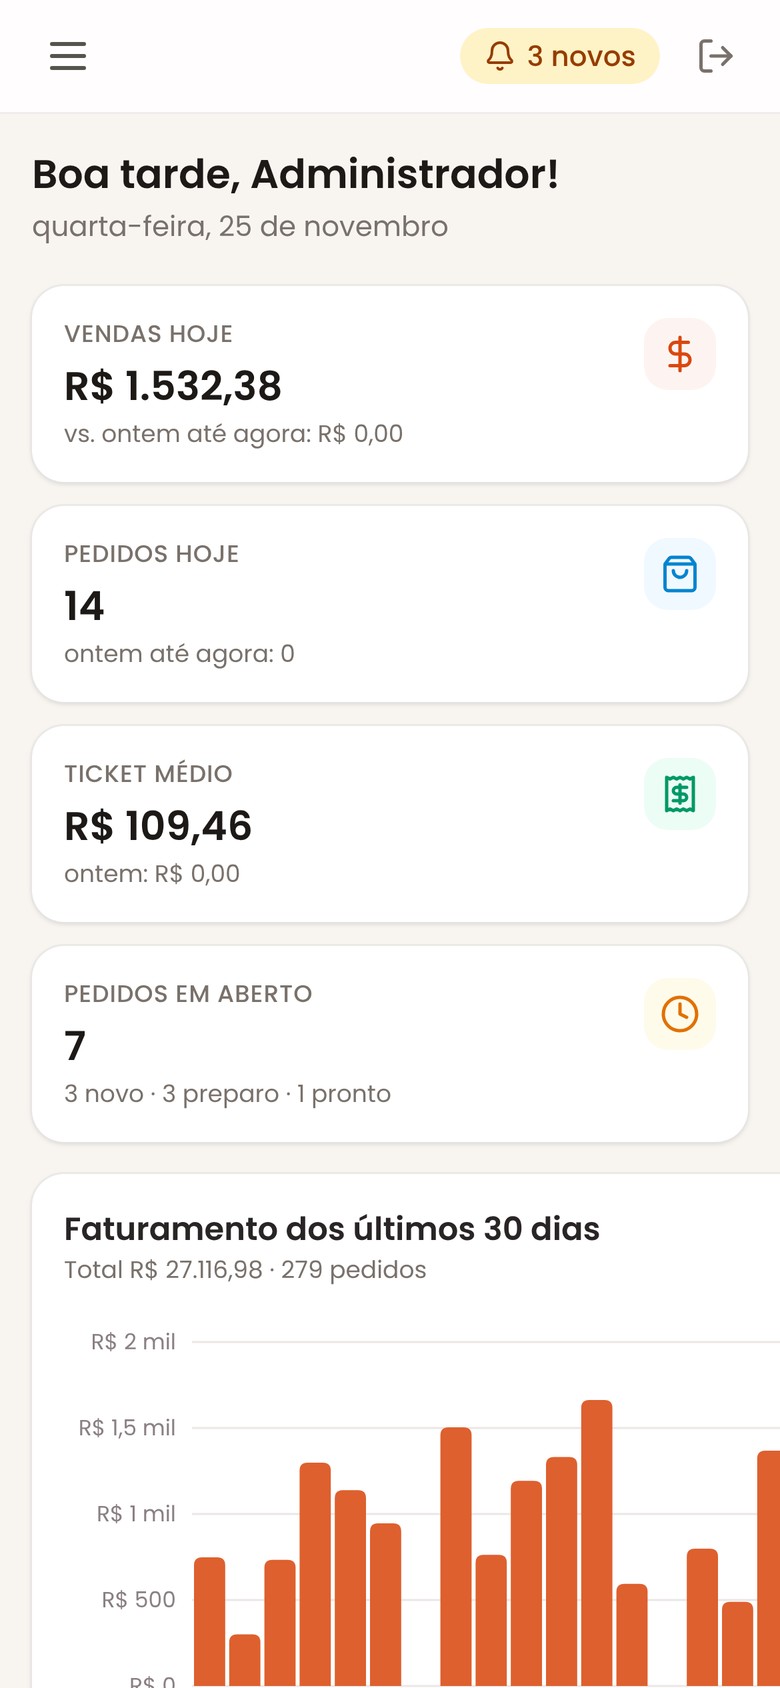 3 novos
Boa tarde, Administrador!
quarta-feira, 25 de novembro
VENDAS HOJE
R$ 1.532,38
vs. ontem até agora: R$ 0,00
PEDIDOS HOJE
14
ontem até agora: 0
TICKET MÉDIO
R$ 109,46
ontem: R$ 0,00
PEDIDOS EM ABERTO
7
3 novo · 3 preparo · 1 pronto
Faturamento dos últimos 30 dias
Total R$ 27.116,98 · 279 pedidos
R$ 2 mil
R$ 1,5 mil
R$ 1 mil
R$ 500
R$ 0